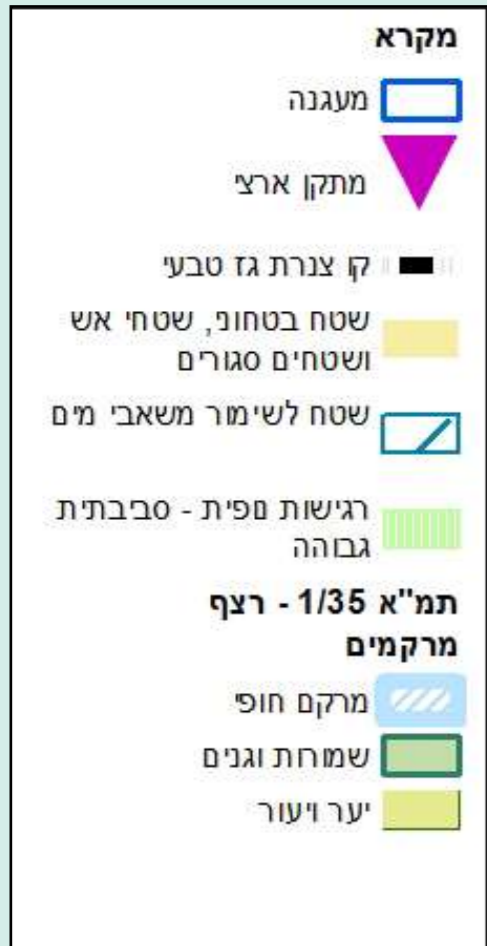 מקרא
מעגנה
מתקן ארצי
קו צנרת גז טבעי
שטח בטחוני, שטחי אש
ושטחים סגורים
שטח לשימור משאבי מים
רגישות נופית - סביבתית
גבוהה
תמ"א 1/35 - רצף
מרקמים
מרקם חופי
שמורות וגנים
יער ויעור